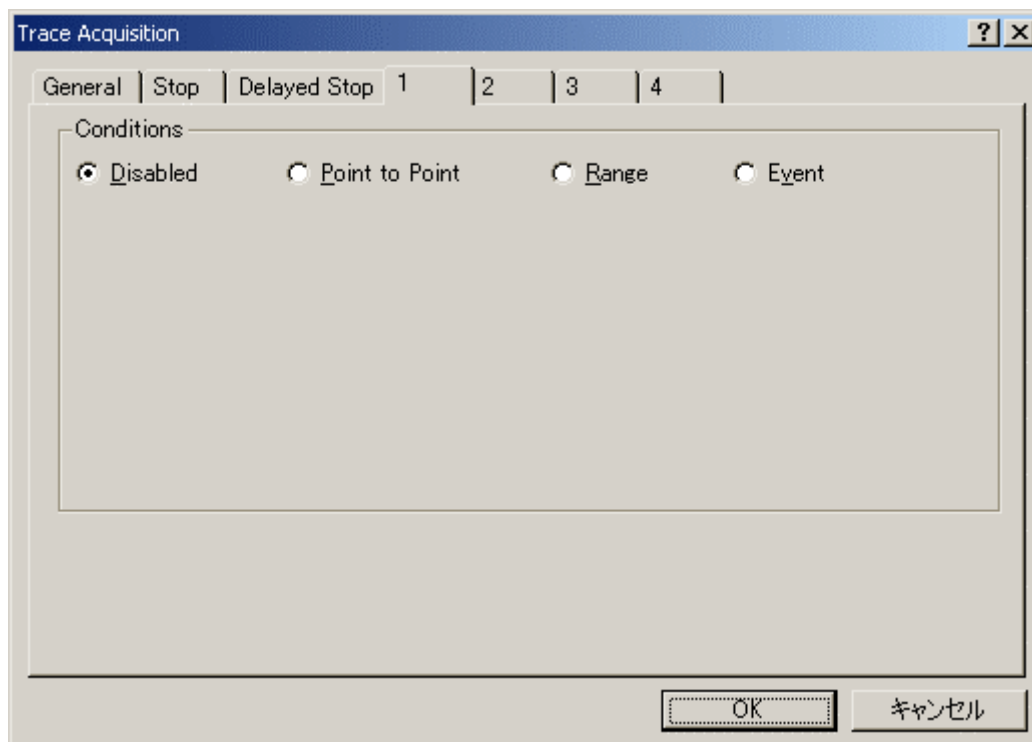 Trace Acquisition
General Stop Delayed Stop 1 2 3 4
Conditions
Disabled Point to Point Range Event
OK キャンセル